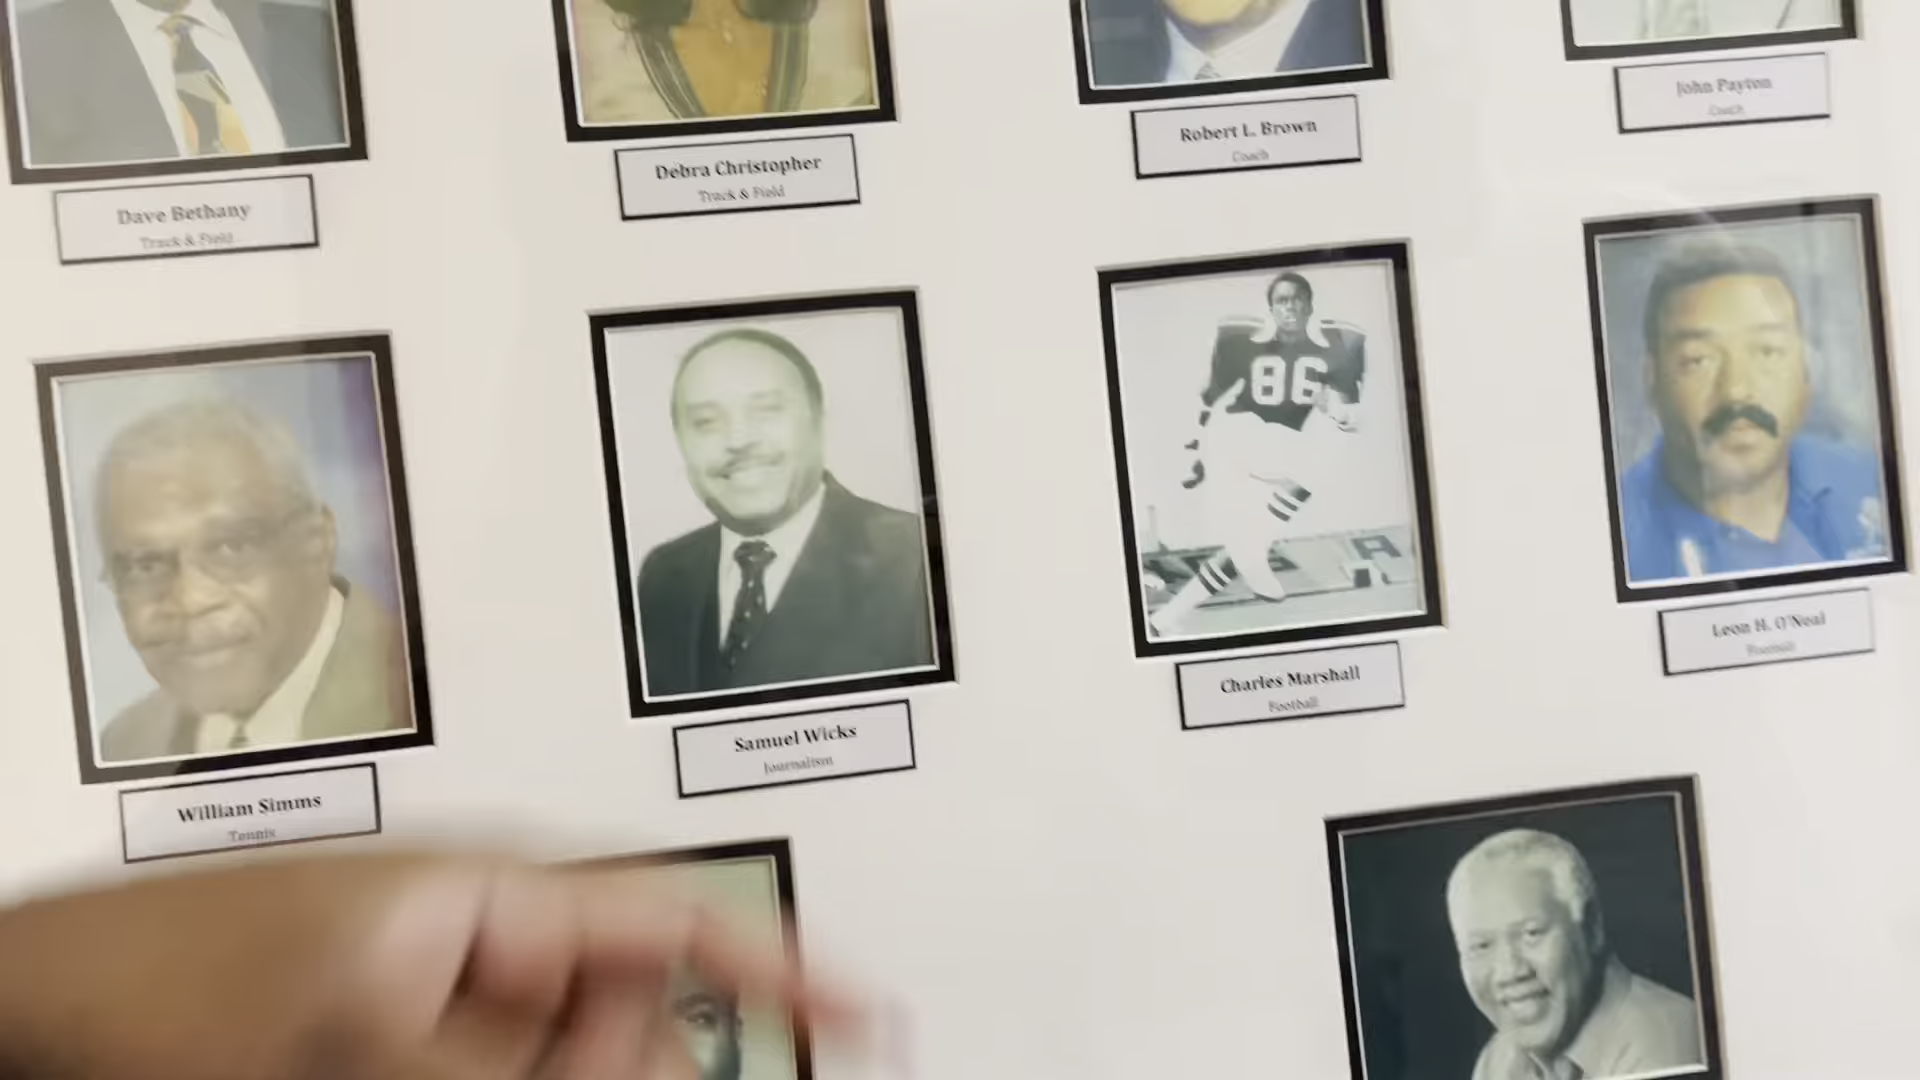 Dave Bethany
Track & Field
Debra Christopher
Track & Field
Robert L. Brown
Coach
John Payton
Coach
William Simms
Tennis
Samuel Wicks
Journalism
86
Charles Marshall
Football
Leon H. O'Neal
Football